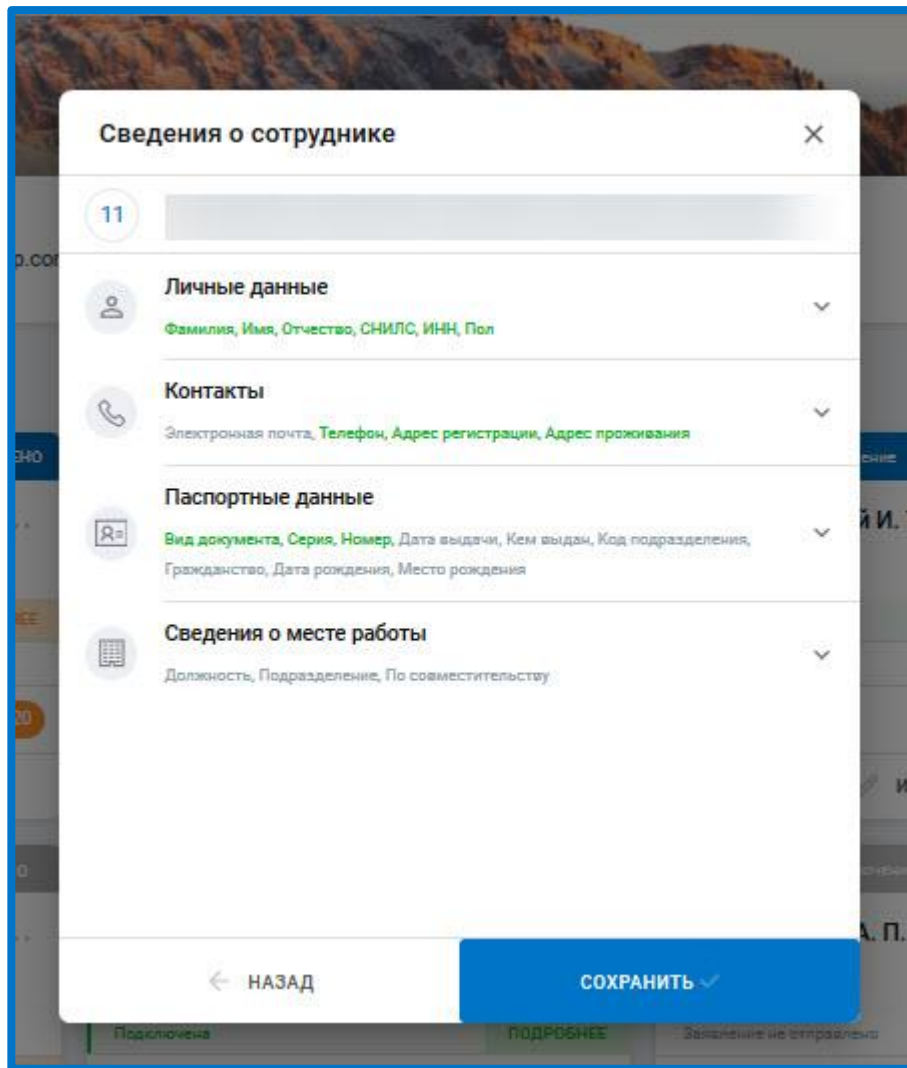 Сведения о сотруднике
11
p.com
Личные данные
Фамилия, Имя, Отчество, СНИЛС, ИНН, Пол
Контакты
Электронная почта, Телефон, Адрес регистрации, Адрес проживания
Паспортные данные
й И.
Вид документа, Серия, Номер, Дата выдачи, Кем выдан, Код подразделения,
Гражданство, Дата рождения, Место рождения
Сведения о месте работы
Должность, Подразделение, По совместительству
20
И
А. П.
НАЗАД
СОХРАНИТЬ
Подключена
ПОДРОБНЕЕ
Заявление не отправлено